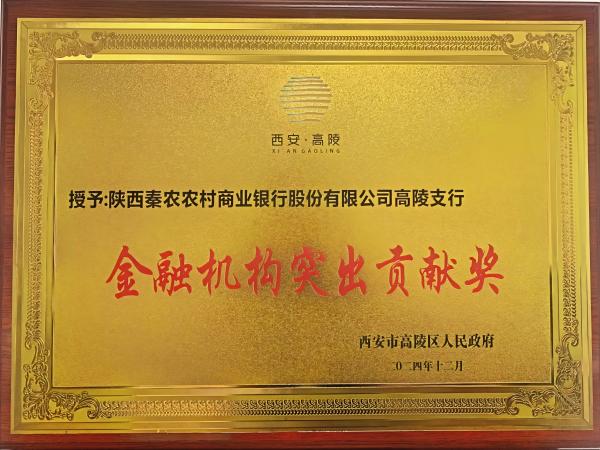 西安·高陵
XI AN GAOLING
授予:陕西秦农农村商业银行股份有限公司高陵支行
金融机构突出贡献奖
西安市高陵区人民政府
二〇二四年十二月